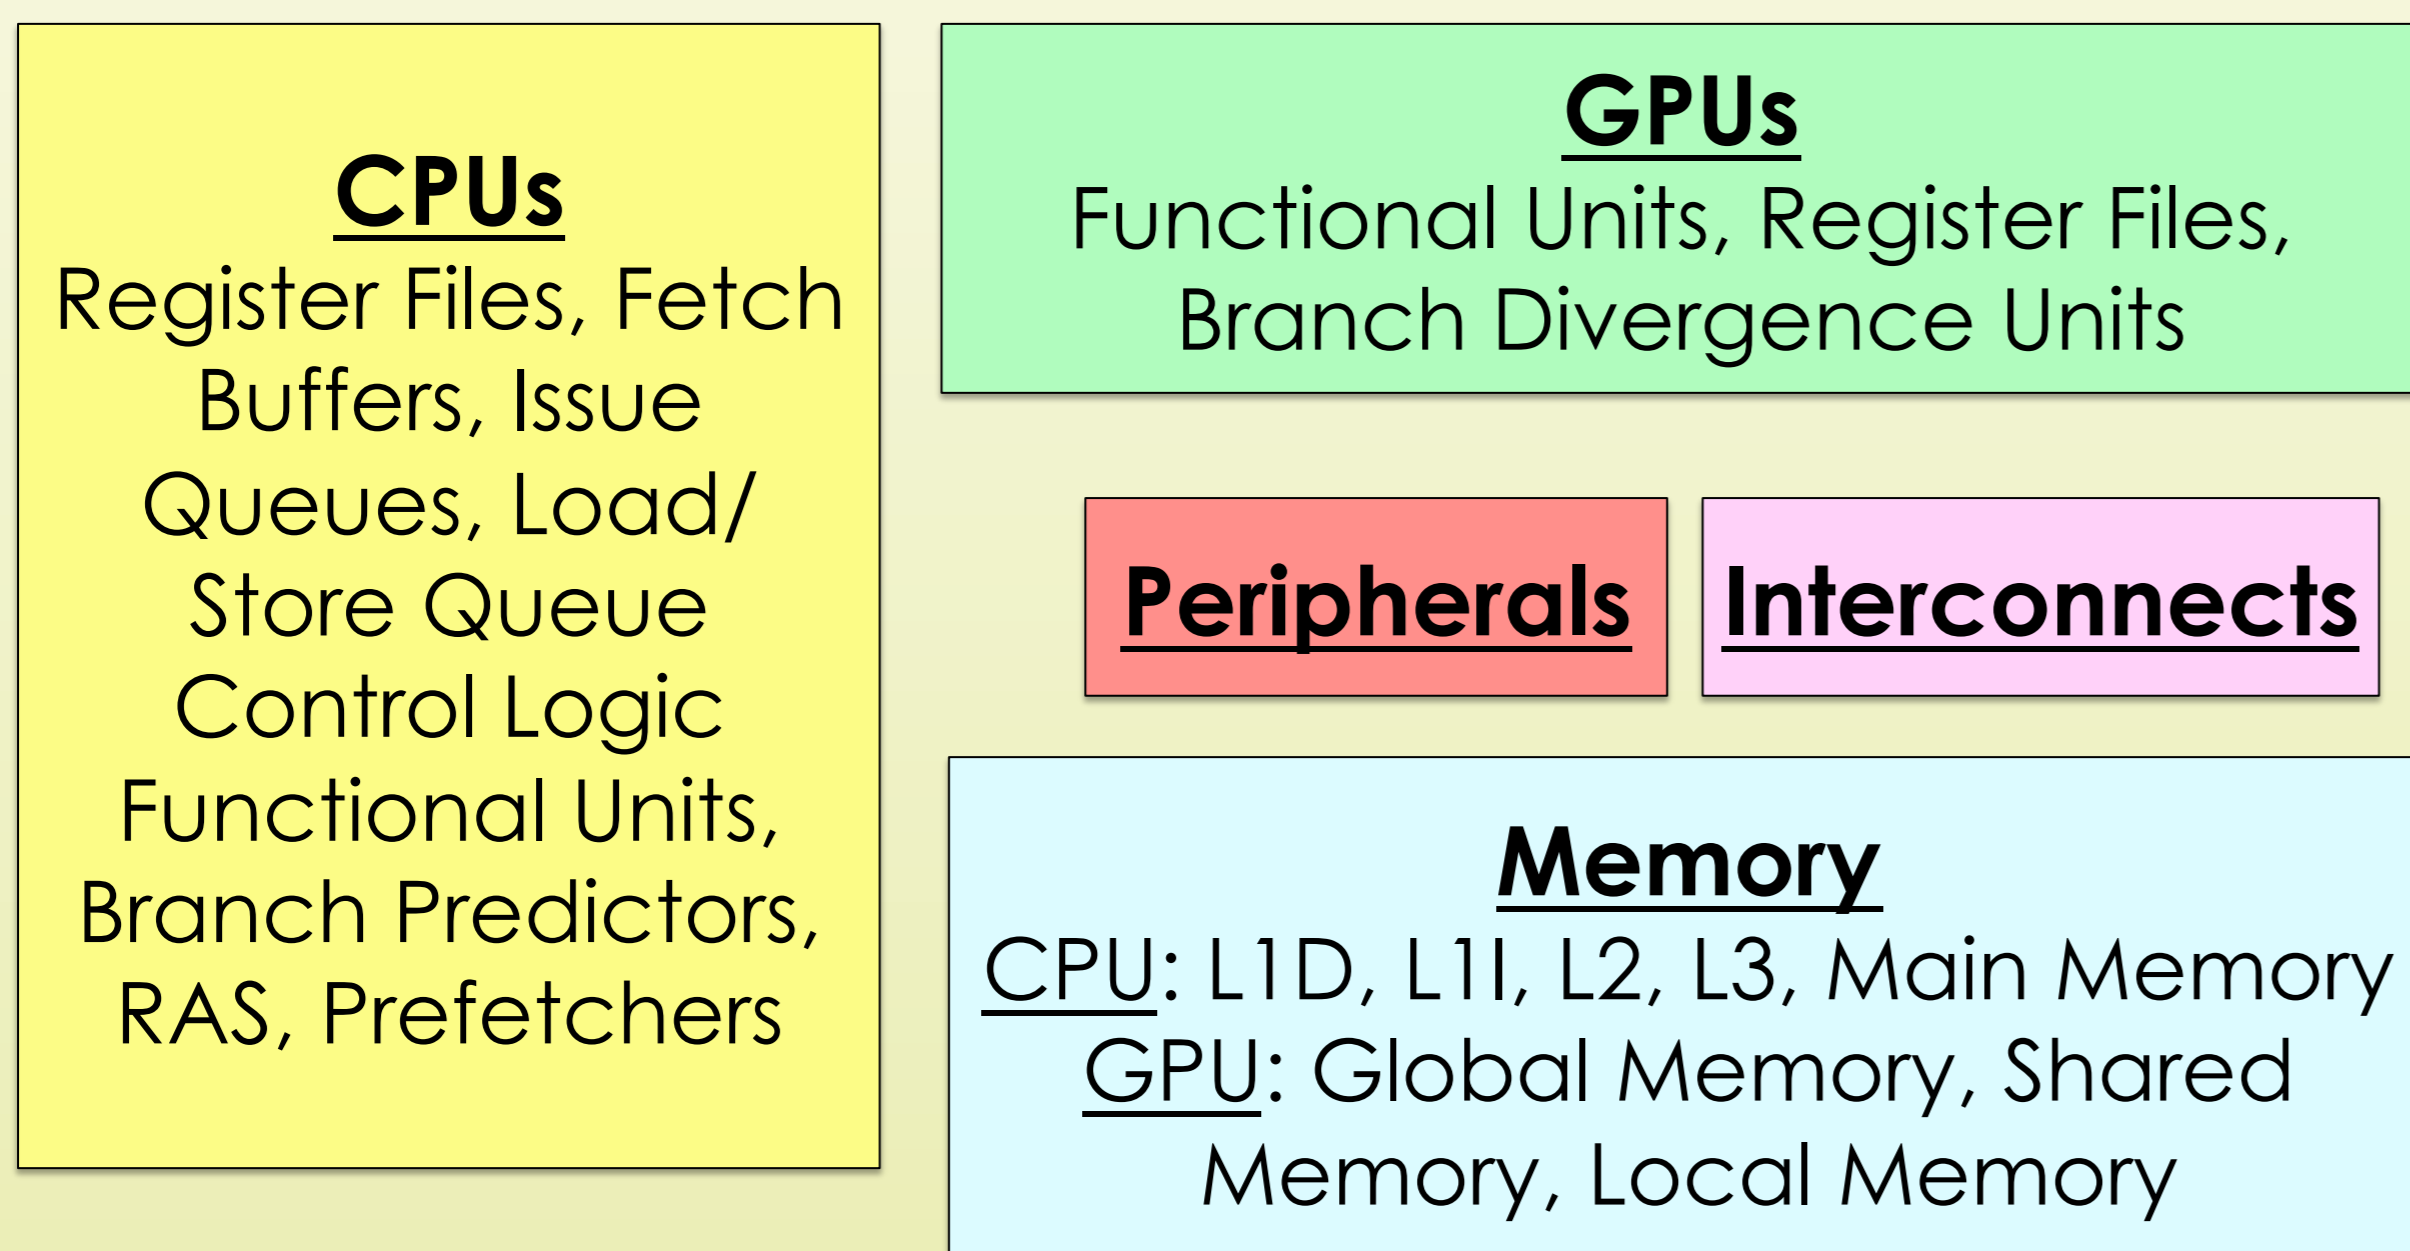 CPUs
Register Files, Fetch
Buffers, Issue
Queues, Load/
Store Queue
Control Logic
Functional Units,
Branch Predictors,
RAS, Prefetchers
GPUs
Functional Units, Register Files,
Branch Divergence Units
Peripherals
Interconnects
Memory
CPU: L1D, L1I, L2, L3, Main Memory
GPU: Global Memory, Shared
Memory, Local Memory